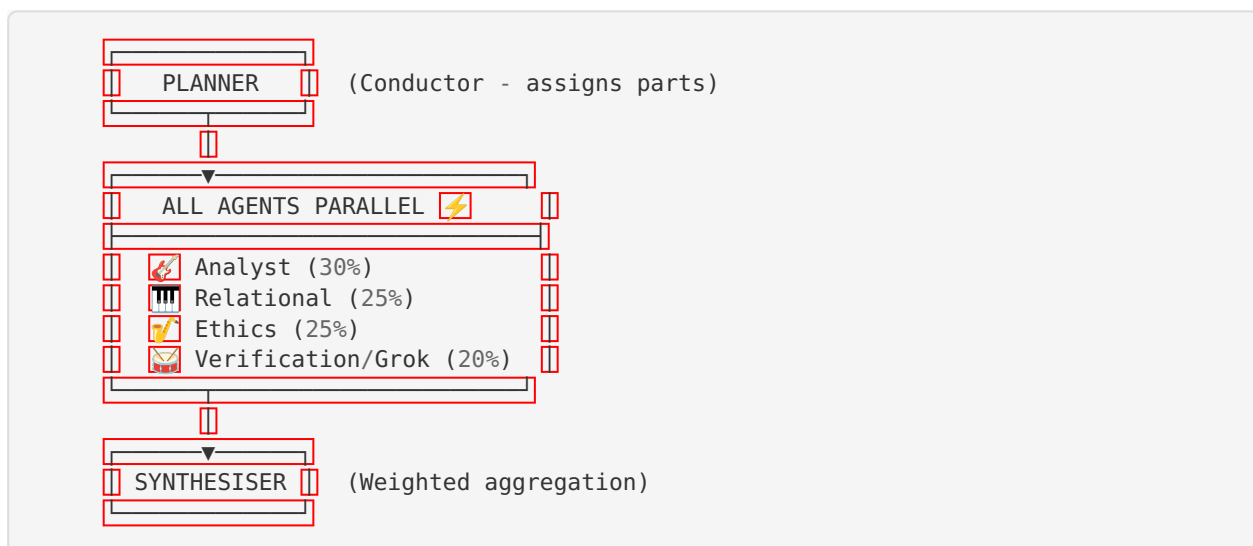 PLANNER (Conductor - assigns parts)
ALL AGENTS PARALLEL ⚡
🎸 Analyst (30%)
🎹 Relational (25%)
🎷 Ethics (25%)
🥁 Verification/Grok (20%)
SYNTHESISER (Weighted aggregation)